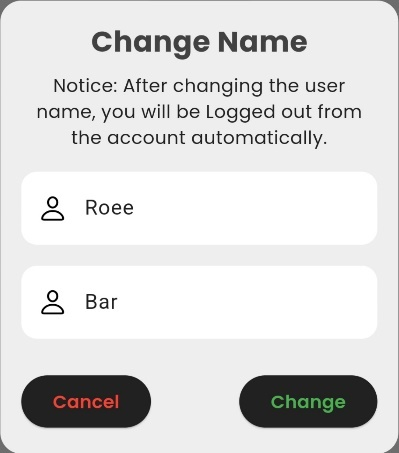 Change Name
Notice: After changing the user
name, you will be Logged out from
the account automatically.
Roee
Bar
Cancel
Change